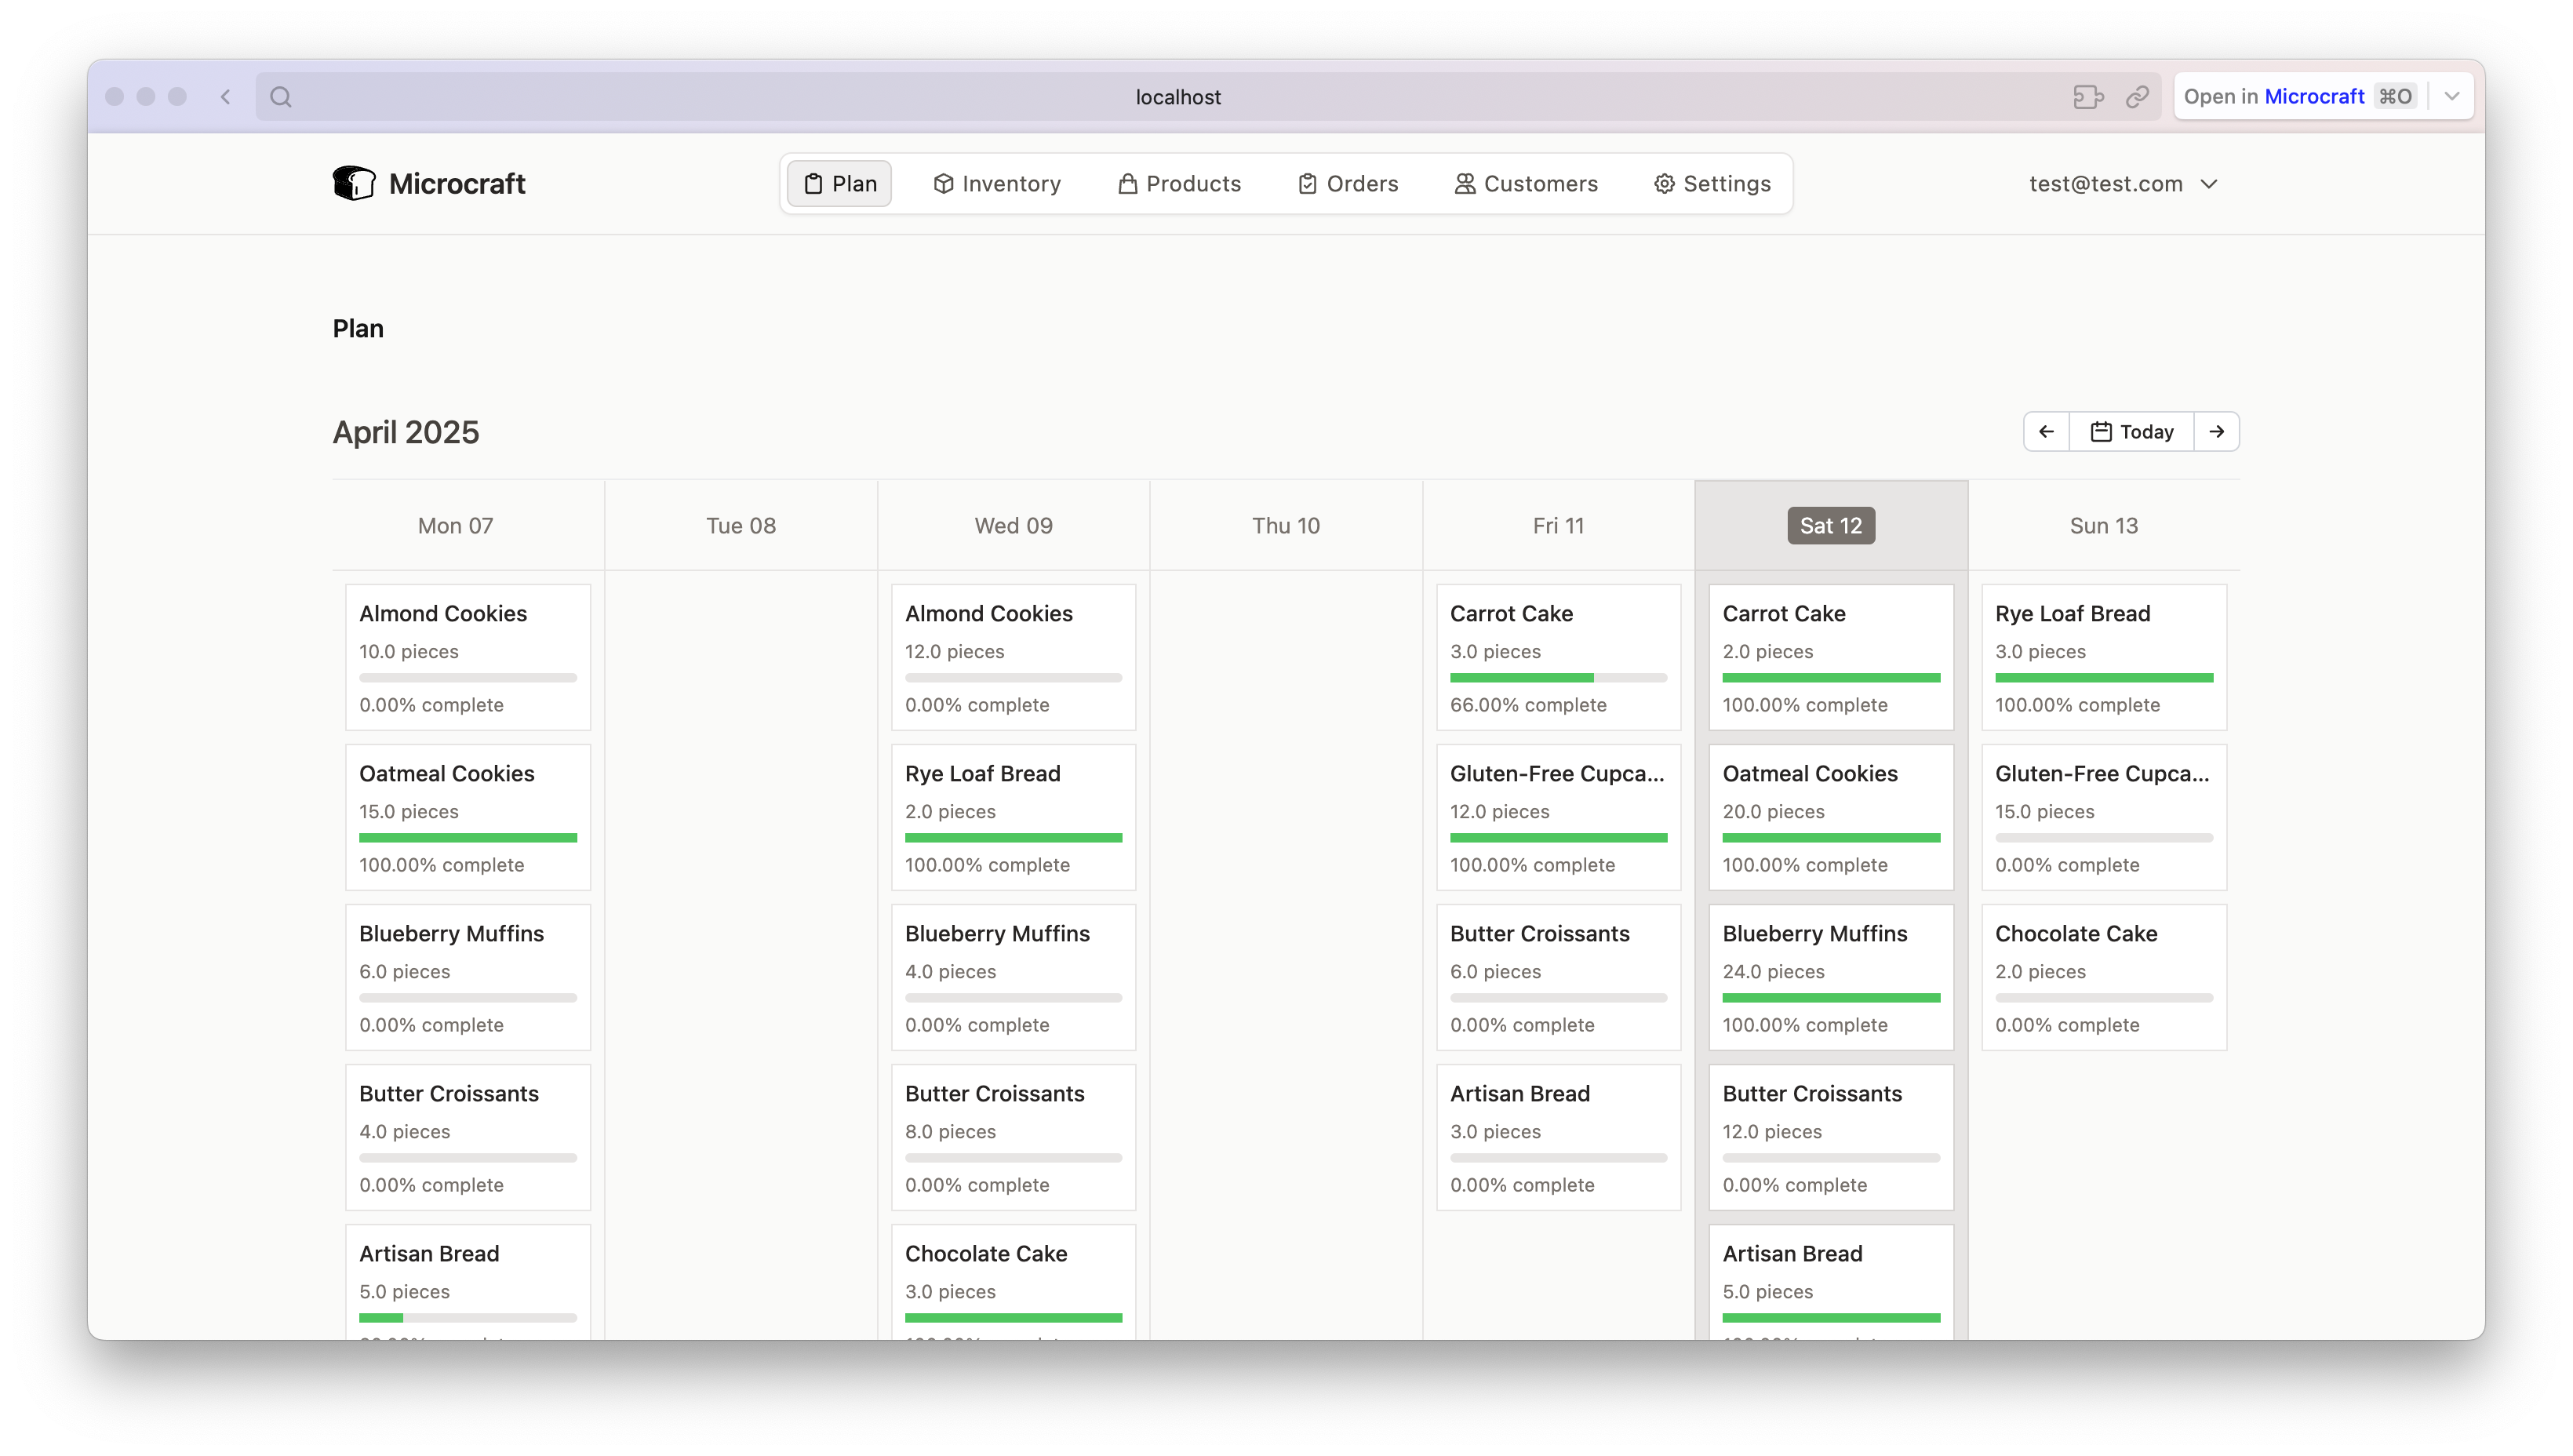 localhost
Open in Microcraft ⌘O
Microcraft
Plan
Inventory
Products
Orders
Customers
Settings
test@test.com
Plan
April 2025
Today
Mon 07
Tue 08
Wed 09
Thu 10
Fri 11
Sat 12
Sun 13
Almond Cookies
10.0 pieces
0.00% complete
Oatmeal Cookies
15.0 pieces
100.00% complete
Blueberry Muffins
6.0 pieces
0.00% complete
Butter Croissants
4.0 pieces
0.00% complete
Artisan Bread
5.0 pieces
Almond Cookies
12.0 pieces
0.00% complete
Rye Loaf Bread
2.0 pieces
100.00% complete
Blueberry Muffins
4.0 pieces
0.00% complete
Butter Croissants
8.0 pieces
0.00% complete
Chocolate Cake
3.0 pieces
Carrot Cake
3.0 pieces
66.00% complete
Gluten-Free Cupca...
12.0 pieces
100.00% complete
Butter Croissants
6.0 pieces
0.00% complete
Artisan Bread
3.0 pieces
0.00% complete
Carrot Cake
2.0 pieces
100.00% complete
Oatmeal Cookies
20.0 pieces
100.00% complete
Blueberry Muffins
24.0 pieces
100.00% complete
Butter Croissants
12.0 pieces
0.00% complete
Artisan Bread
5.0 pieces
Rye Loaf Bread
3.0 pieces
100.00% complete
Gluten-Free Cupca...
15.0 pieces
0.00% complete
Chocolate Cake
2.0 pieces
0.00% complete